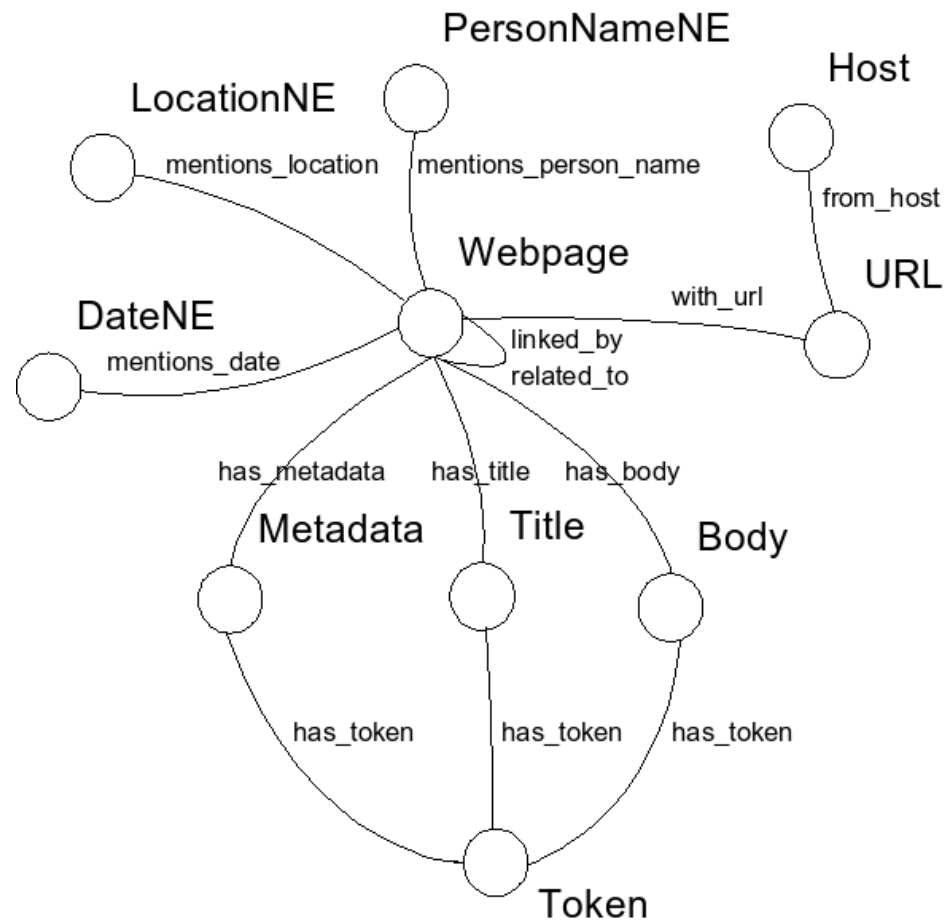 PersonNameNE
Host
LocationNE
mentions_location
mentions_person_name
from_host
Webpage
URL
with_url
DateNE
linked_by
mentions_date
related_to
has_metadata
has_title
has_body
Metadata
Title
Body
has_token
has_token
has_token
Token